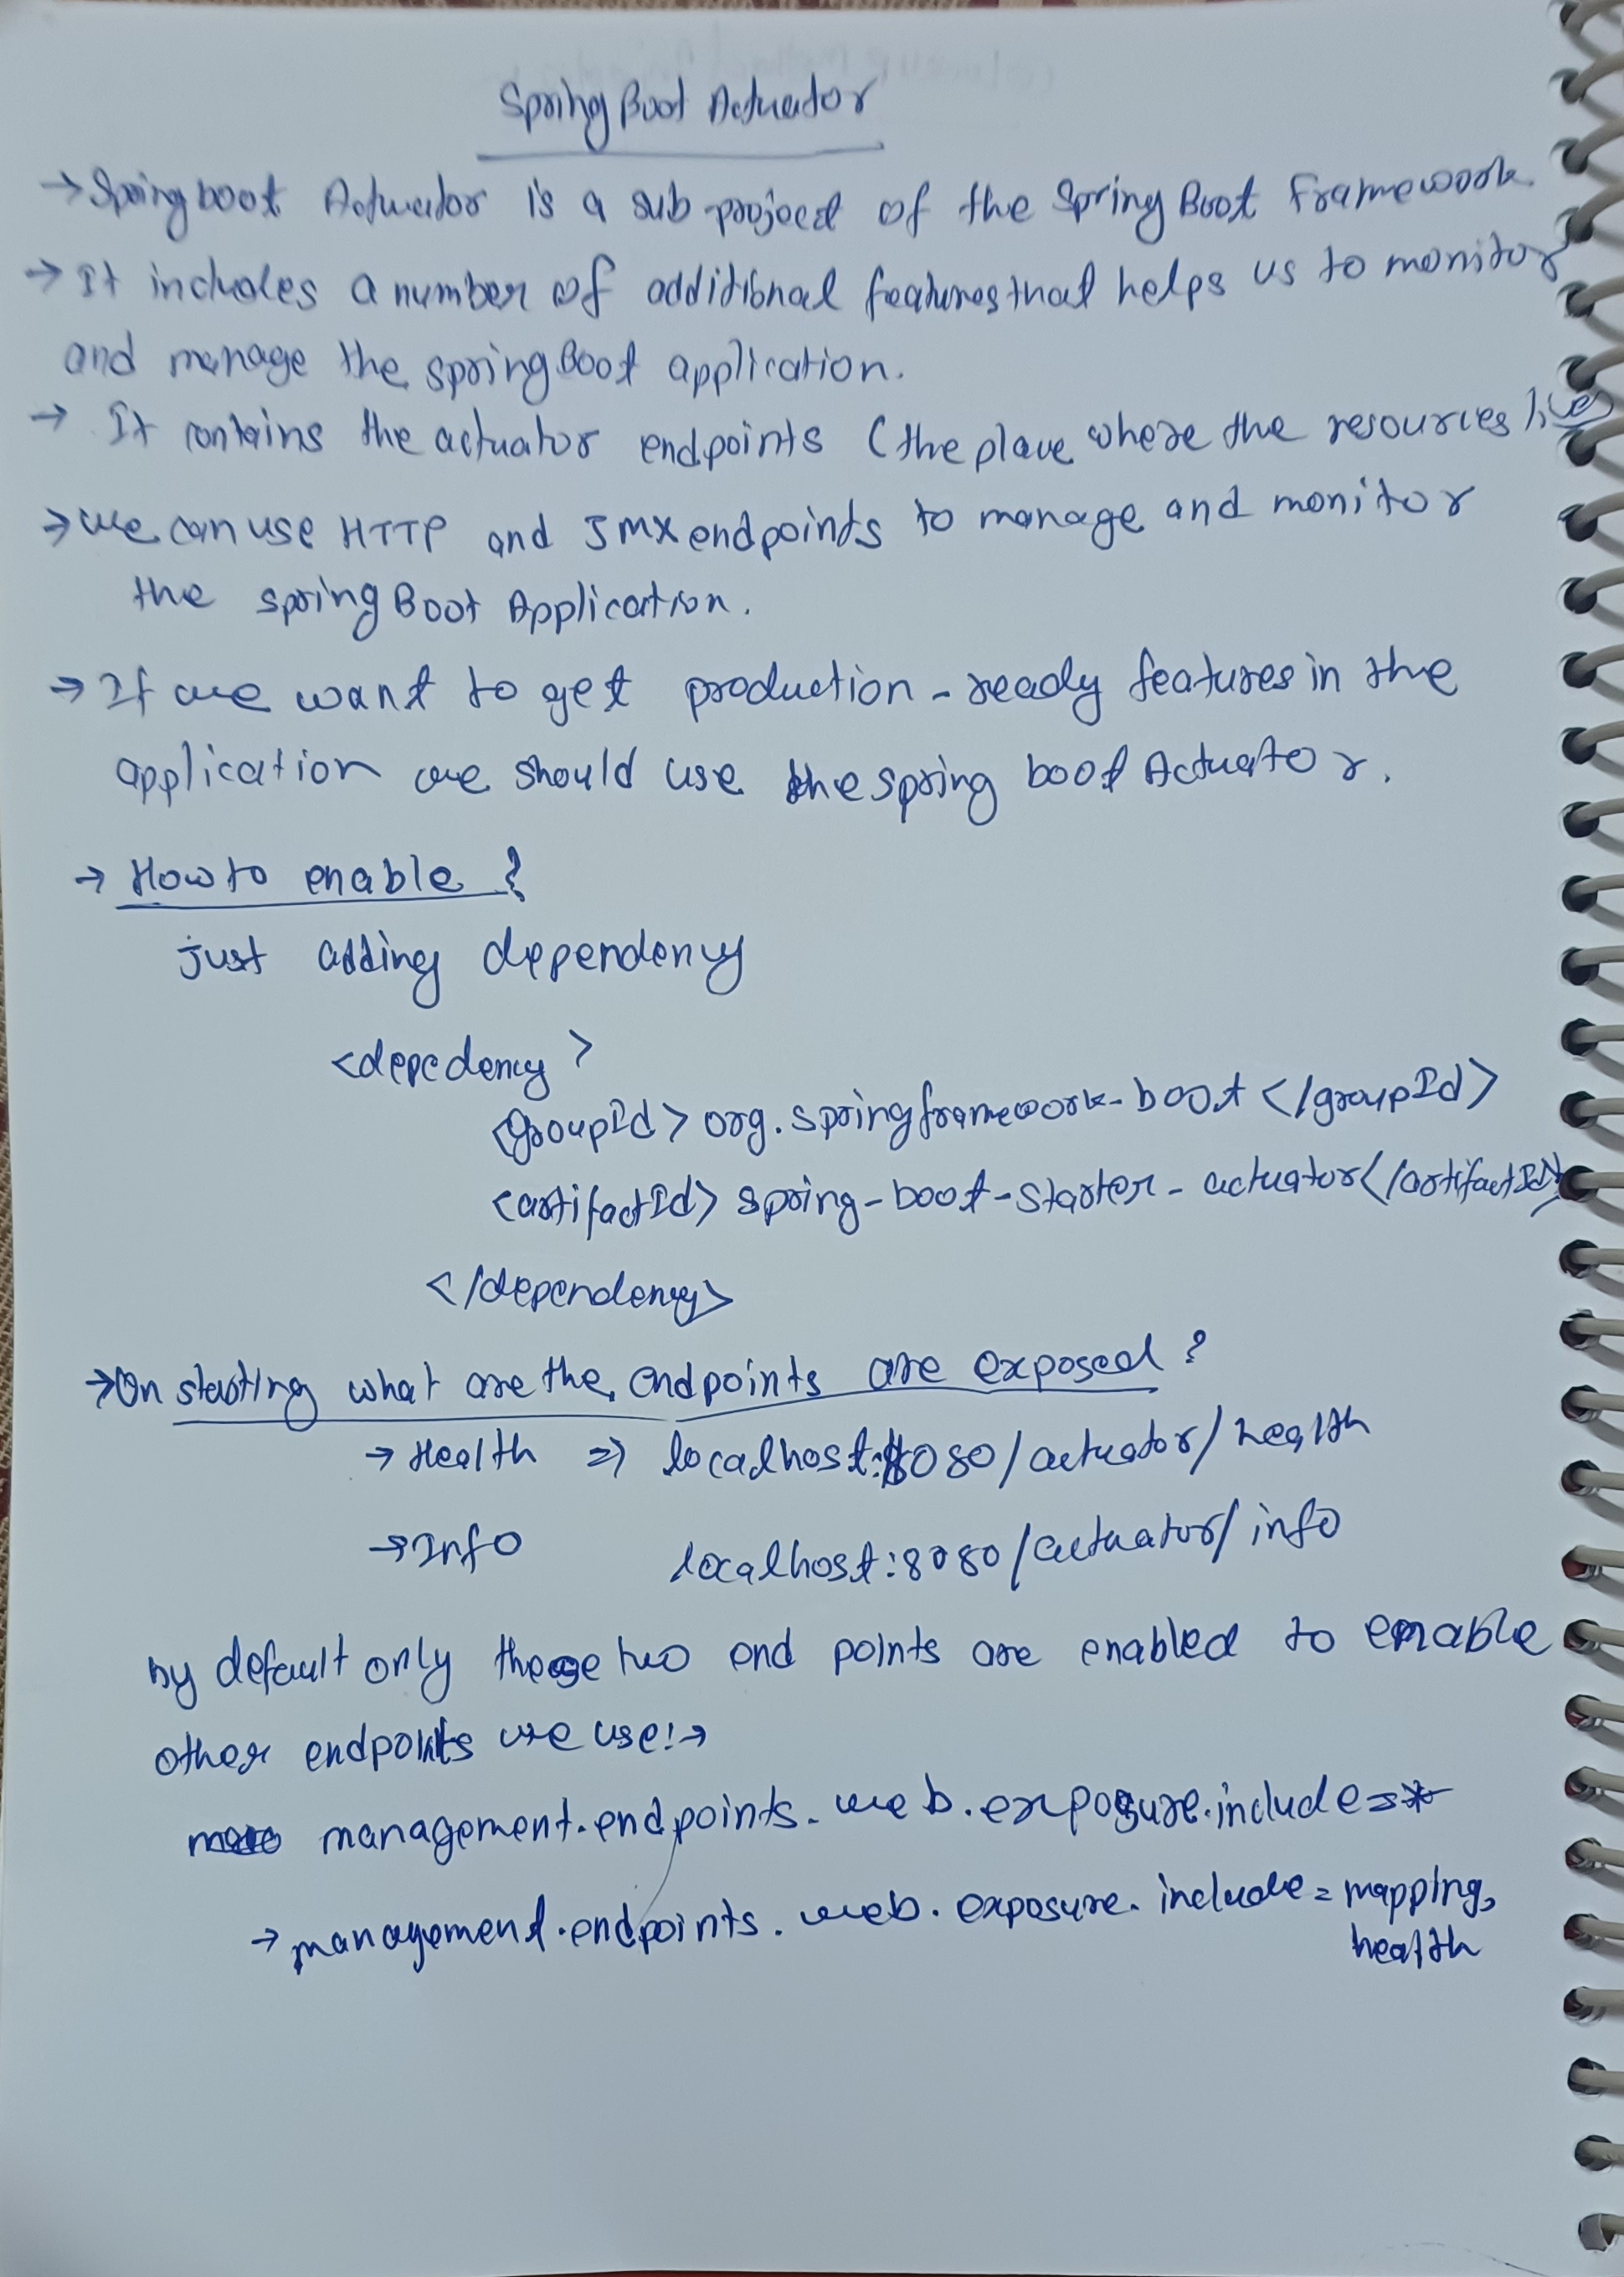 Spring Boot Actuator
→ Spring boot Actuator is a sub-project of the Spring Boot Framework.
→ It includes a number of additional features that helps us to monitor
and manage the spring Boot application.
→ It contains the actuator endpoints (the place where the resources lives
→ we can use HTTP and JMX endpoints to manage and monitor
the spring Boot Application.
→ If we want to get production-ready features in the
application we should use the spring boot Actuator.
→ How to enable ?
just adding dependency
<depedency>
<groupId> org.springframework-boot </groupId>
<artifactId> spring-boot-starter-actuator </artifactId>
</dependency>
→ On starting what are the endpoints are exposed ?
→ Health ⇒ localhost:8080/actuator/health
→ Info localhost:8080/actuator/info
by default only these two end points are enabled to enable
other endpoints we use:→
management.endpoints.web.exposure.include=*
→ management.endpoints.web.exposure.include = mapping,
health